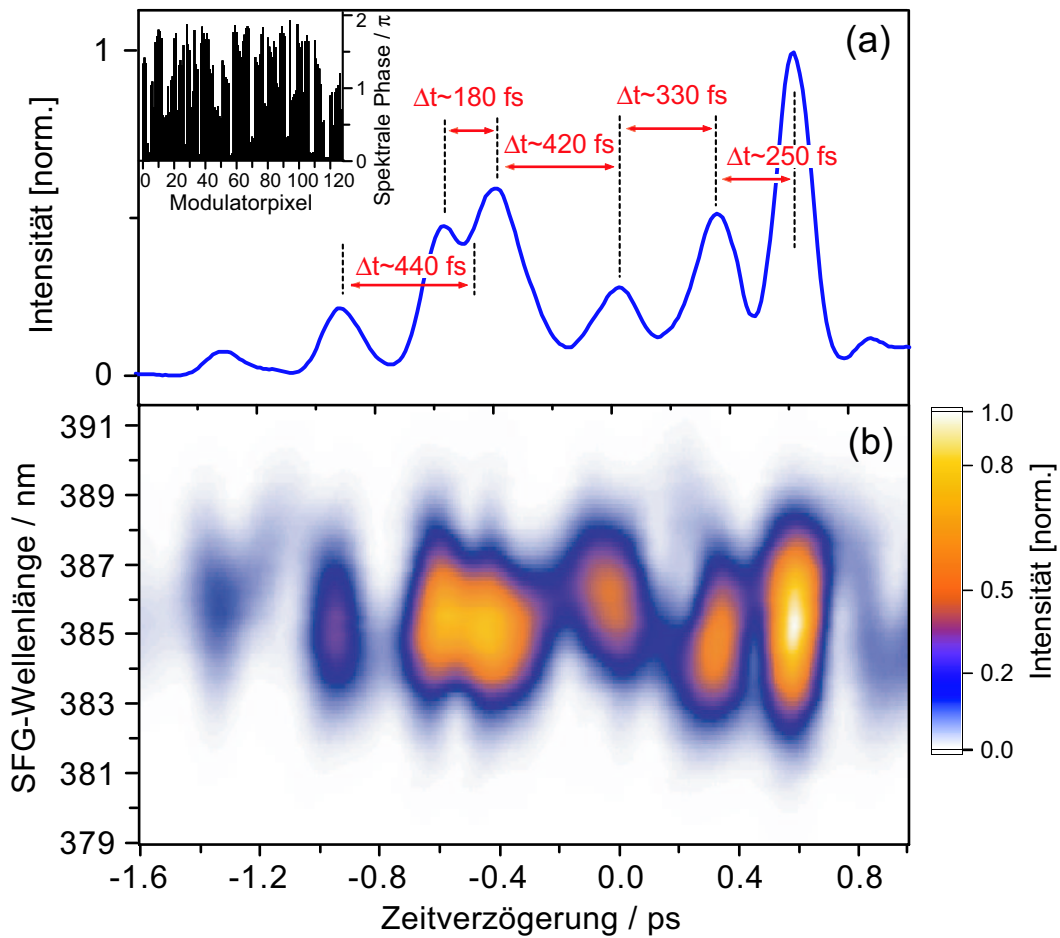 (a)
Intensität [norm.]
1
0
2
1
0
Spektrale Phase / π
0 20 40 60 80 100 120
Modulatorpixel
Δt~180 fs
Δt~330 fs
Δt~420 fs
Δt~250 fs
Δt~440 fs
(b)
SFG-Wellenlänge / nm
391
389
387
385
383
381
379
-1.6 -1.2 -0.8 -0.4 0.0 0.4 0.8
Zeitverzögerung / ps
1.0
0.8
0.5
0.2
0.0
Intensität [norm.]